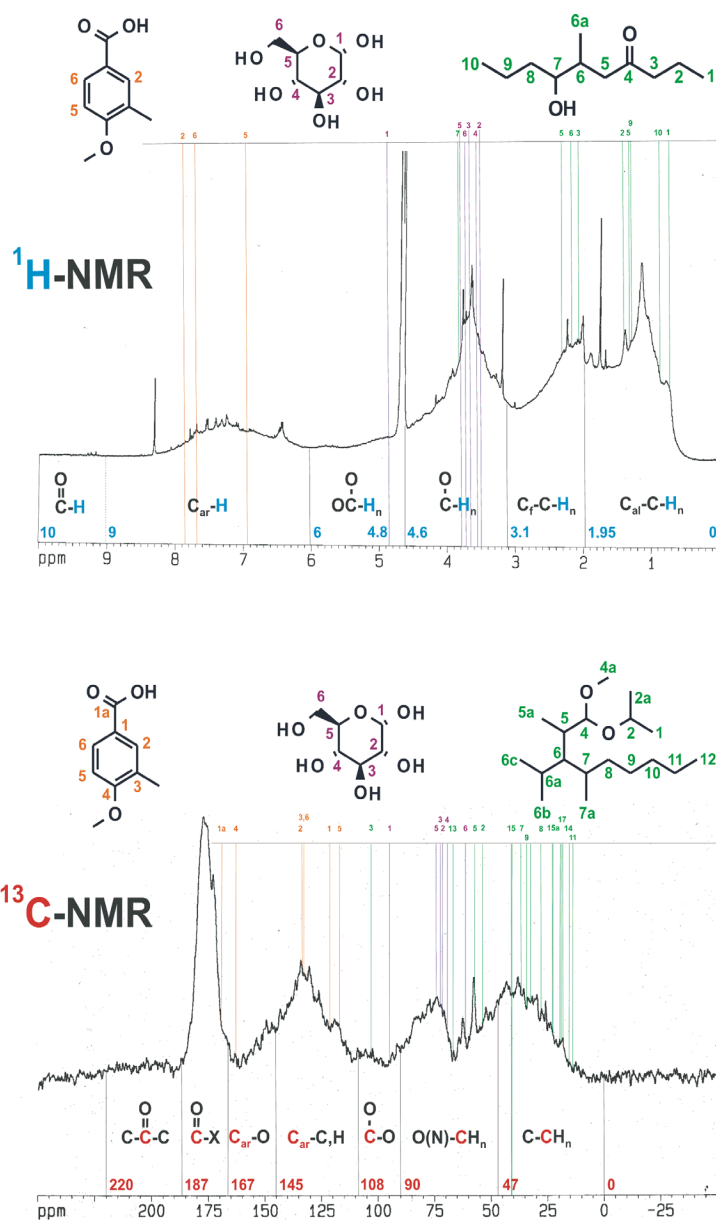 O
OH
6
2
5
O
6
HO
5
O
1
OH
HO
4
2
OH
3
OH
6a
O
10
9
7
5
3
1
8
6
4
2
OH
2 6 5 1 7 5 6 3 4 2 5 6 3 2 5 9 10 1
¹H-NMR
O
C-H
C_ar-H
O
OC-H_n
O
C-H_n
C_f-C-H_n
C_al-C-H_n
10 9 6 4.8 4.6 3.1 1.95 0
ppm 9 8 7 6 5 4 3 2 1
O
OH
1a
1
6
2
5
3
4
O
6
HO
5
O
1
OH
HO
4
2
OH
3
OH
4a
O
2a
5a
5
4
O
2
1
6c
6
7
9
11
12
6a
8
10
6b
7a
1a 4 3,6 2 1 5 3 1 5 3 2 4 13 6 5 2 15 7 9 8 15a 17 14 11
¹³C-NMR
O
C-C-C
O
C-X
C_ar-O
C_ar-C,H
O
C-O
O(N)-CH_n
C-CH_n
220 187 167 145 108 90 47 0
ppm 200 175 150 125 100 75 50 25 0 -25